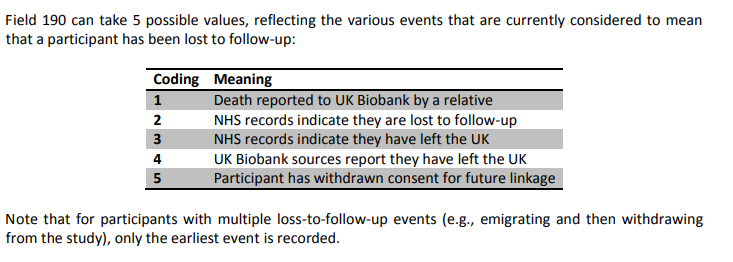 Field 190 can take 5 possible values, reflecting the various events that are currently considered to mean
that a participant has been lost to follow-up:
Coding Meaning
1 Death reported to UK Biobank by a relative
2 NHS records indicate they are lost to follow-up
3 NHS records indicate they have left the UK
4 UK Biobank sources report they have left the UK
5 Participant has withdrawn consent for future linkage
Note that for participants with multiple loss-to-follow-up events (e.g., emigrating and then withdrawing
from the study), only the earliest event is recorded.